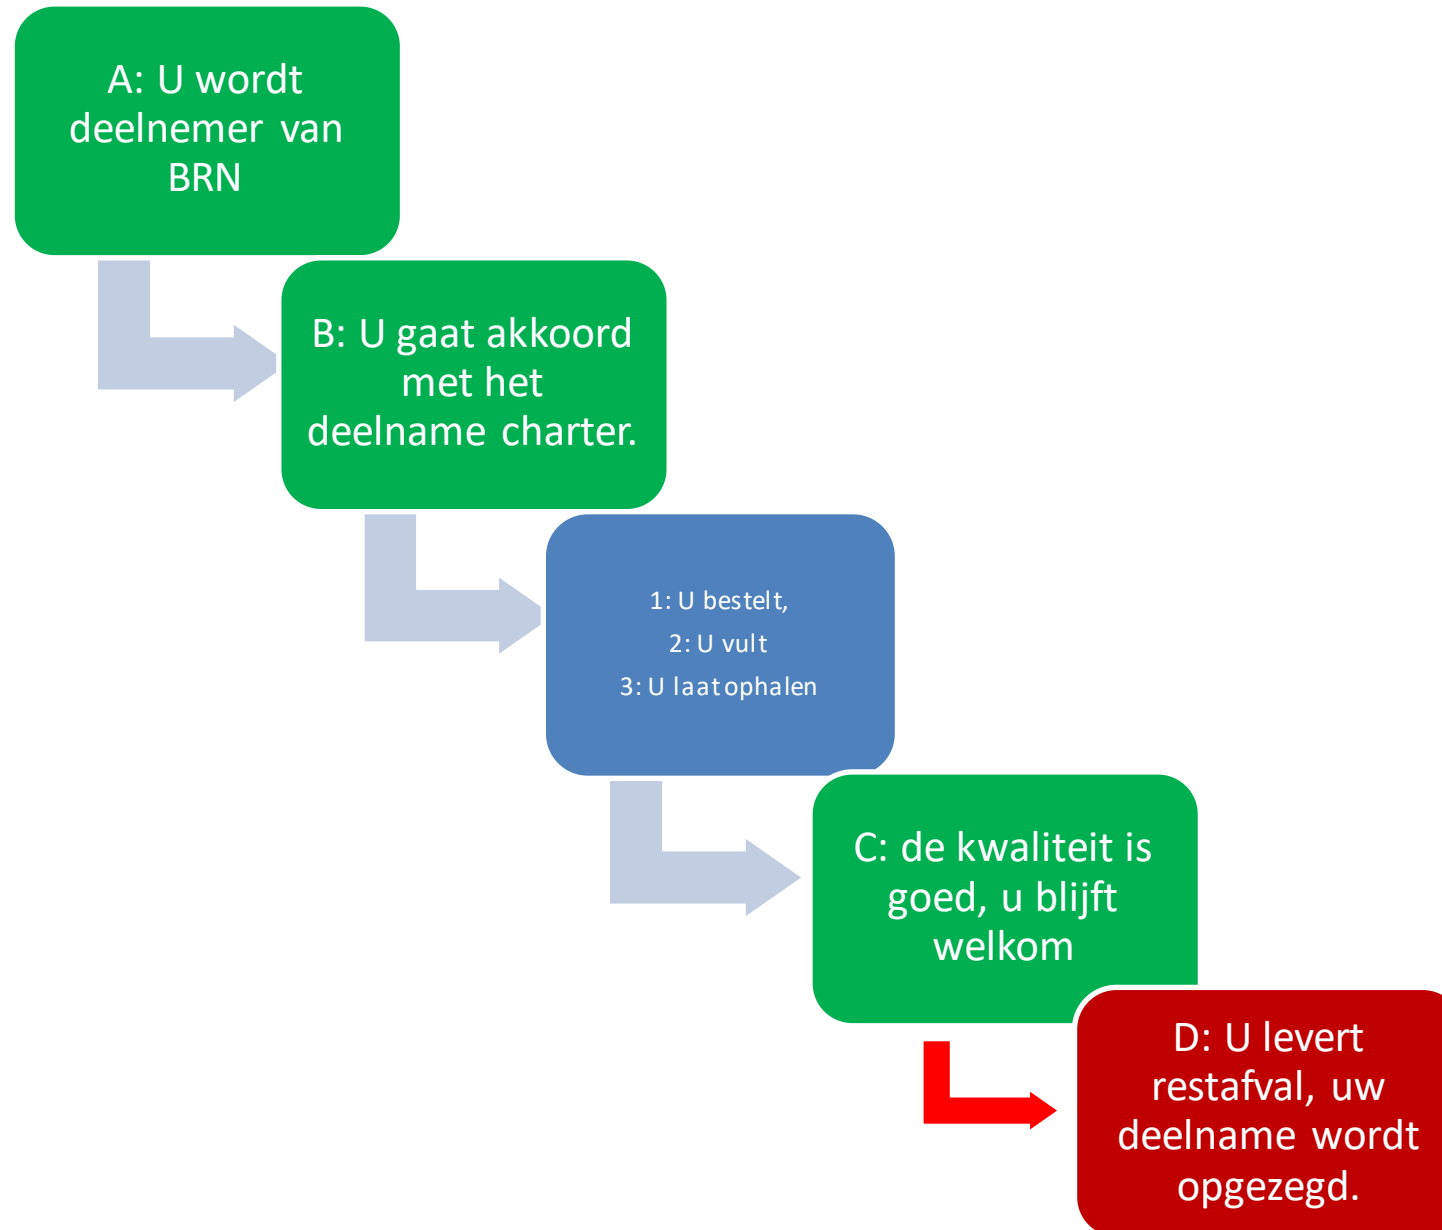 A: U wordt
deelnemer van
BRN
B: U gaat akkoord
met het
deelname charter.
1: U bestelt,
2: U vult
3: U laat ophalen
C: de kwaliteit is
goed, u blijft
welkom
D: U levert
restafval, uw
deelname wordt
opgezegd.